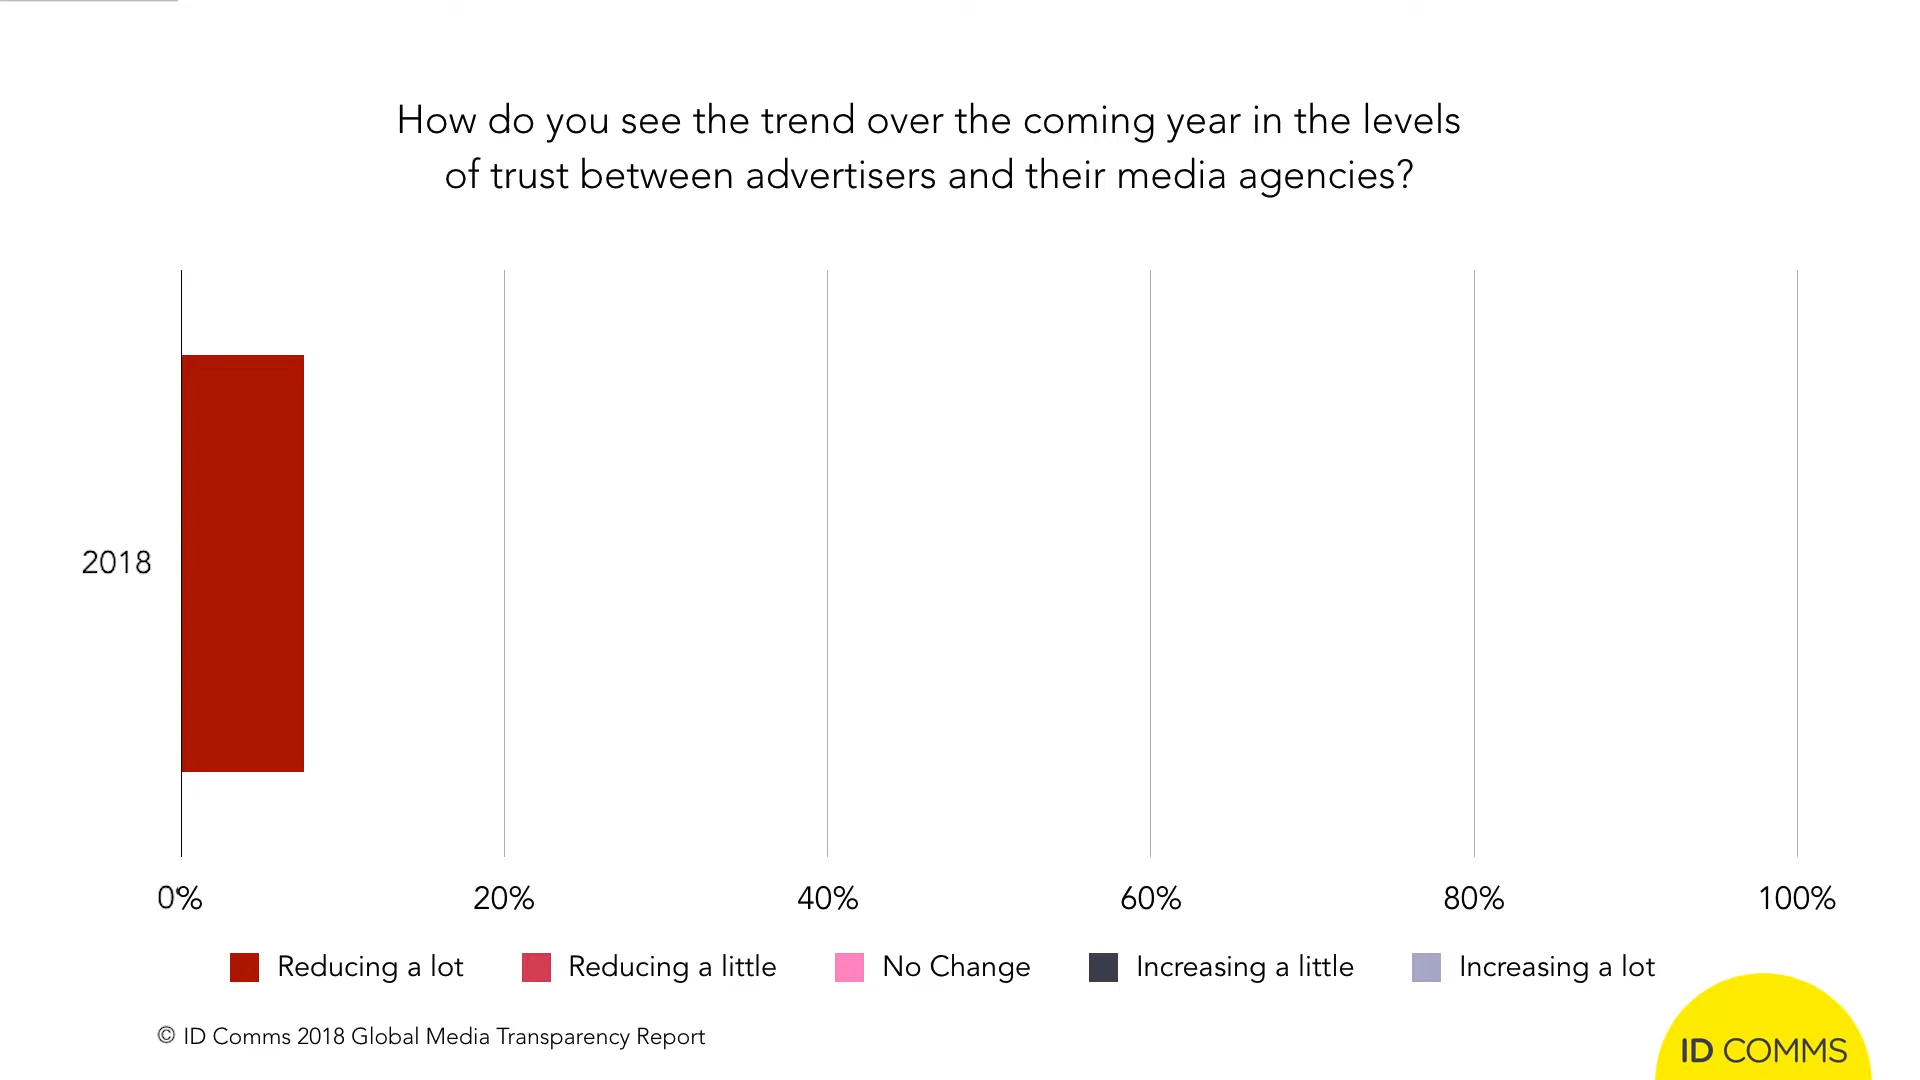 How do you see the trend over the coming year in the levels
of trust between advertisers and their media agencies?
2018
0% 20% 40% 60% 80% 100%
Reducing a lot Reducing a little No Change Increasing a little Increasing a lot
© ID Comms 2018 Global Media Transparency Report
ID COMMS